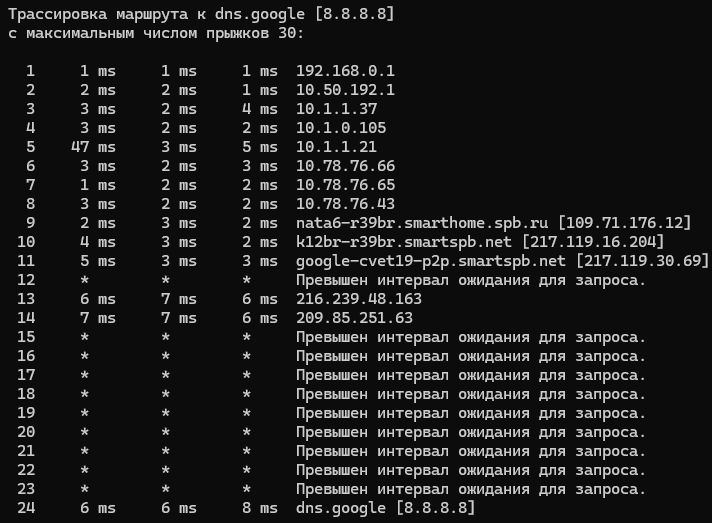 Трассировка маршрута к dns.google [8.8.8.8]
с максимальным числом прыжков 30:
1 1 ms 1 ms 1 ms 192.168.0.1
2 2 ms 2 ms 1 ms 10.50.192.1
3 3 ms 2 ms 4 ms 10.1.1.37
4 3 ms 2 ms 2 ms 10.1.0.105
5 47 ms 3 ms 5 ms 10.1.1.21
6 3 ms 2 ms 3 ms 10.78.76.66
7 1 ms 2 ms 2 ms 10.78.76.65
8 3 ms 2 ms 2 ms 10.78.76.43
9 2 ms 3 ms 2 ms nata6-r39br.smarthome.spb.ru [109.71.176.12]
10 4 ms 3 ms 2 ms k12br-r39br.smartspb.net [217.119.16.204]
11 5 ms 3 ms 3 ms google-cvet19-p2p.smartspb.net [217.119.30.69]
12 * * * Превышен интервал ожидания для запроса.
13 6 ms 7 ms 6 ms 216.239.48.163
14 7 ms 7 ms 6 ms 209.85.251.63
15 * * * Превышен интервал ожидания для запроса.
16 * * * Превышен интервал ожидания для запроса.
17 * * * Превышен интервал ожидания для запроса.
18 * * * Превышен интервал ожидания для запроса.
19 * * * Превышен интервал ожидания для запроса.
20 * * * Превышен интервал ожидания для запроса.
21 * * * Превышен интервал ожидания для запроса.
22 * * * Превышен интервал ожидания для запроса.
23 * * * Превышен интервал ожидания для запроса.
24 6 ms 6 ms 8 ms dns.google [8.8.8.8]